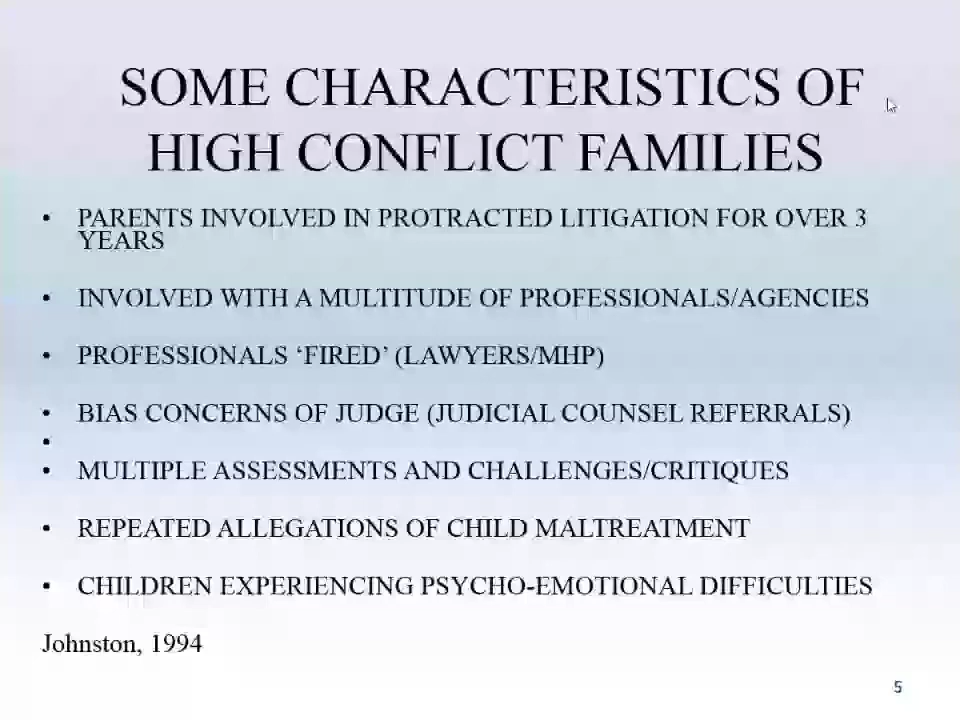 SOME CHARACTERISTICS OF
HIGH CONFLICT FAMILIES
• PARENTS INVOLVED IN PROTRACTED LITIGATION FOR OVER 3
YEARS
• INVOLVED WITH A MULTITUDE OF PROFESSIONALS/AGENCIES
• PROFESSIONALS ‘FIRED’ (LAWYERS/MHP)
• BIAS CONCERNS OF JUDGE (JUDICIAL COUNSEL REFERRALS)
•
• MULTIPLE ASSESSMENTS AND CHALLENGES/CRITIQUES
• REPEATED ALLEGATIONS OF CHILD MALTREATMENT
• CHILDREN EXPERIENCING PSYCHO-EMOTIONAL DIFFICULTIES
Johnston, 1994
5